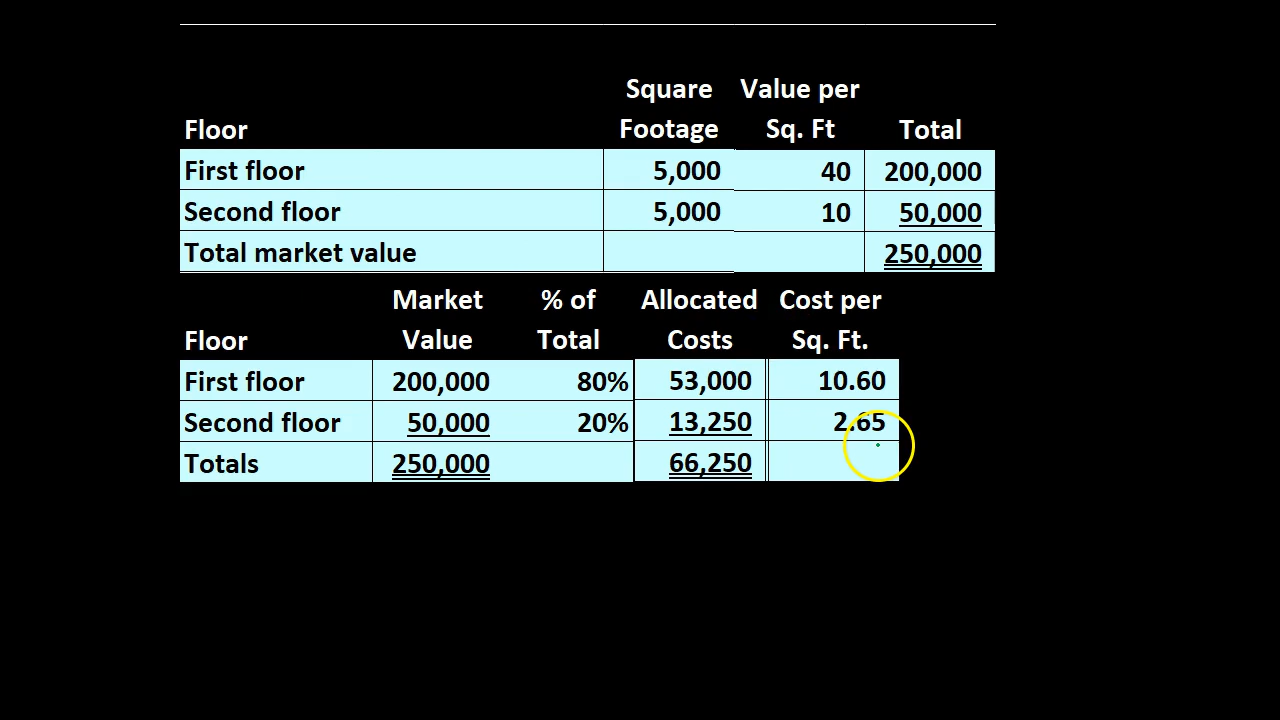 Square Value per
Floor Footage Sq. Ft Total
First floor 5,000 40 200,000
Second floor 5,000 10 50,000
Total market value 250,000
Market % of Allocated Cost per
Floor Value Total Costs Sq. Ft.
First floor 200,000 80% 53,000 10.60
Second floor 50,000 20% 13,250 2.65
Totals 250,000 66,250